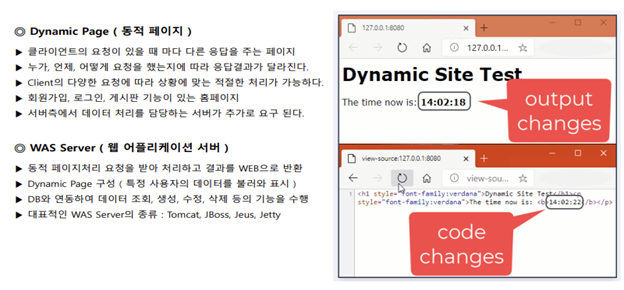 ◎ Dynamic Page ( 동적 페이지 )
▶ 클라이언트의 요청이 있을 때 마다 다른 응답을 주는 페이지
▶ 누가, 언제, 어떻게 요청을 했는지에 따라 응답결과가 달라진다.
▶ Client의 다양한 요청에 따라 상황에 맞는 적절한 처리가 가능하다.
▶ 회원가입, 로그인, 게시판 기능이 있는 홈페이지
▶ 서버측에서 데이터 처리를 담당하는 서버가 추가로 요구 된다.
◎ WAS Server ( 웹 어플리케이션 서버 )
▶ 동적 페이지처리 요청을 받아 처리하고 결과를 WEB으로 반환
▶ Dynamic Page 구성 ( 특정 사용자의 데이터를 불러와 표시 )
▶ DB와 연동하여 데이터 조회, 생성, 수정, 삭제 등의 기능을 수행
▶ 대표적인 WAS Server의 종류 : Tomcat, JBoss, Jeus, Jetty
127.0.0.1:8080
127.0.0.1...
Dynamic Site Test
The time now is: 14:02:18
output
changes
view-source:127.0.0.1:8080
view-sou...
1 <h1 style="font-family:verdana">Dynamic Site Test</h1><p
style="font-family:verdana">The time now is: <b>14:02:22</b></p>
code
changes